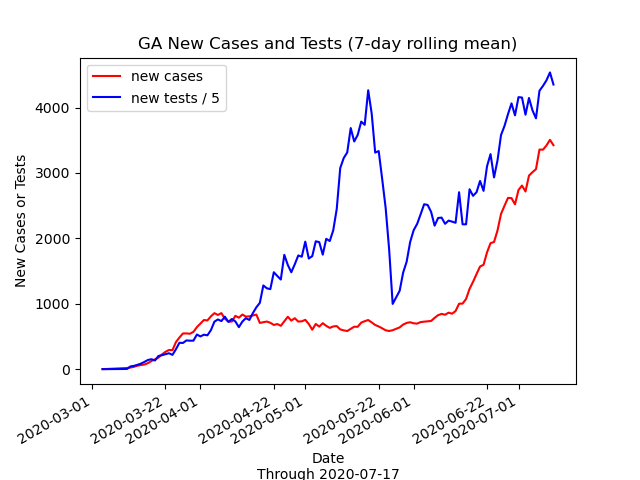 GA New Cases and Tests (7-day rolling mean)
new cases
new tests / 5
New Cases or Tests
4000
3000
2000
1000
0
2020-03-01
2020-03-22
2020-04-01
2020-04-22
2020-05-01
2020-05-22
2020-06-01
2020-06-22
2020-07-01
Date
Through 2020-07-17